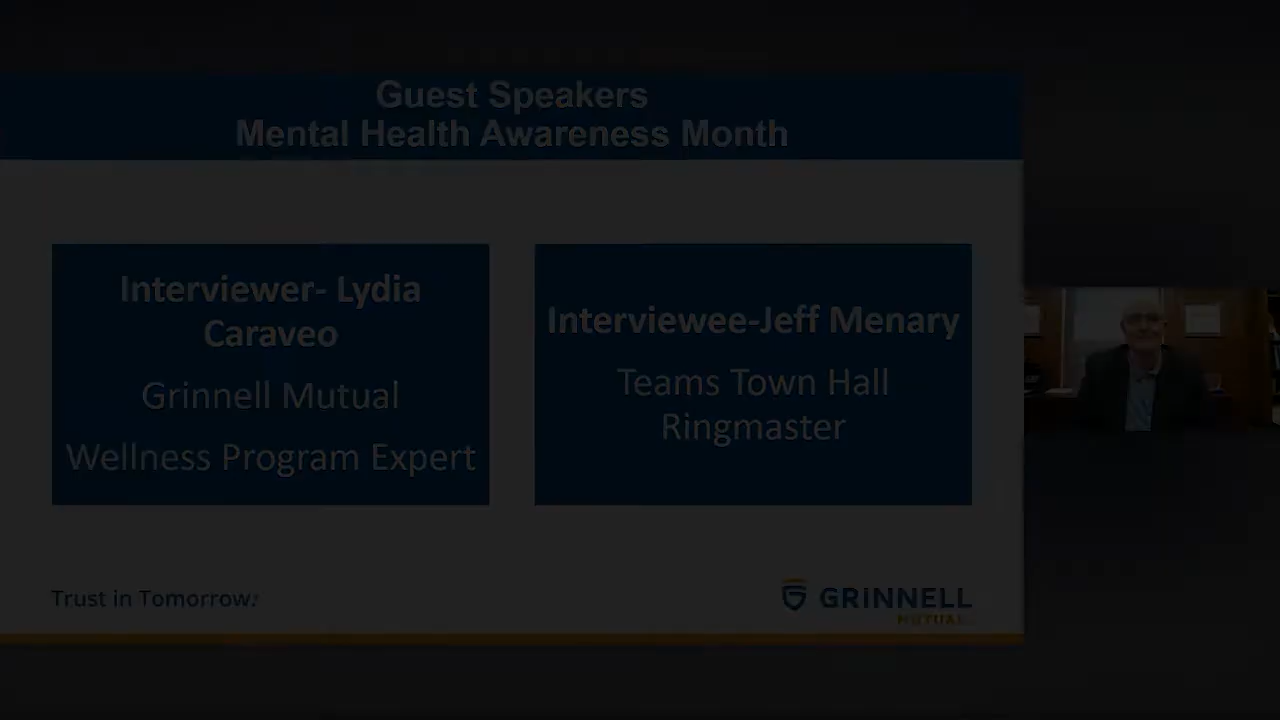 Guest Speakers
Mental Health Awareness Month
Interviewer- Lydia
Caraveo
Grinnell Mutual
Wellness Program Expert
Interviewee-Jeff Menary
Teams Town Hall
Ringmaster
Trust in Tomorrow.
GRINNELL
MUTUAL